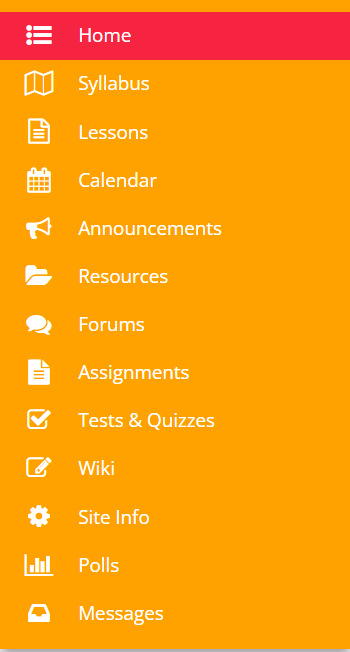 Home
Syllabus
Lessons
Calendar
Announcements
Resources
Forums
Assignments
Tests & Quizzes
Wiki
Site Info
Polls
Messages